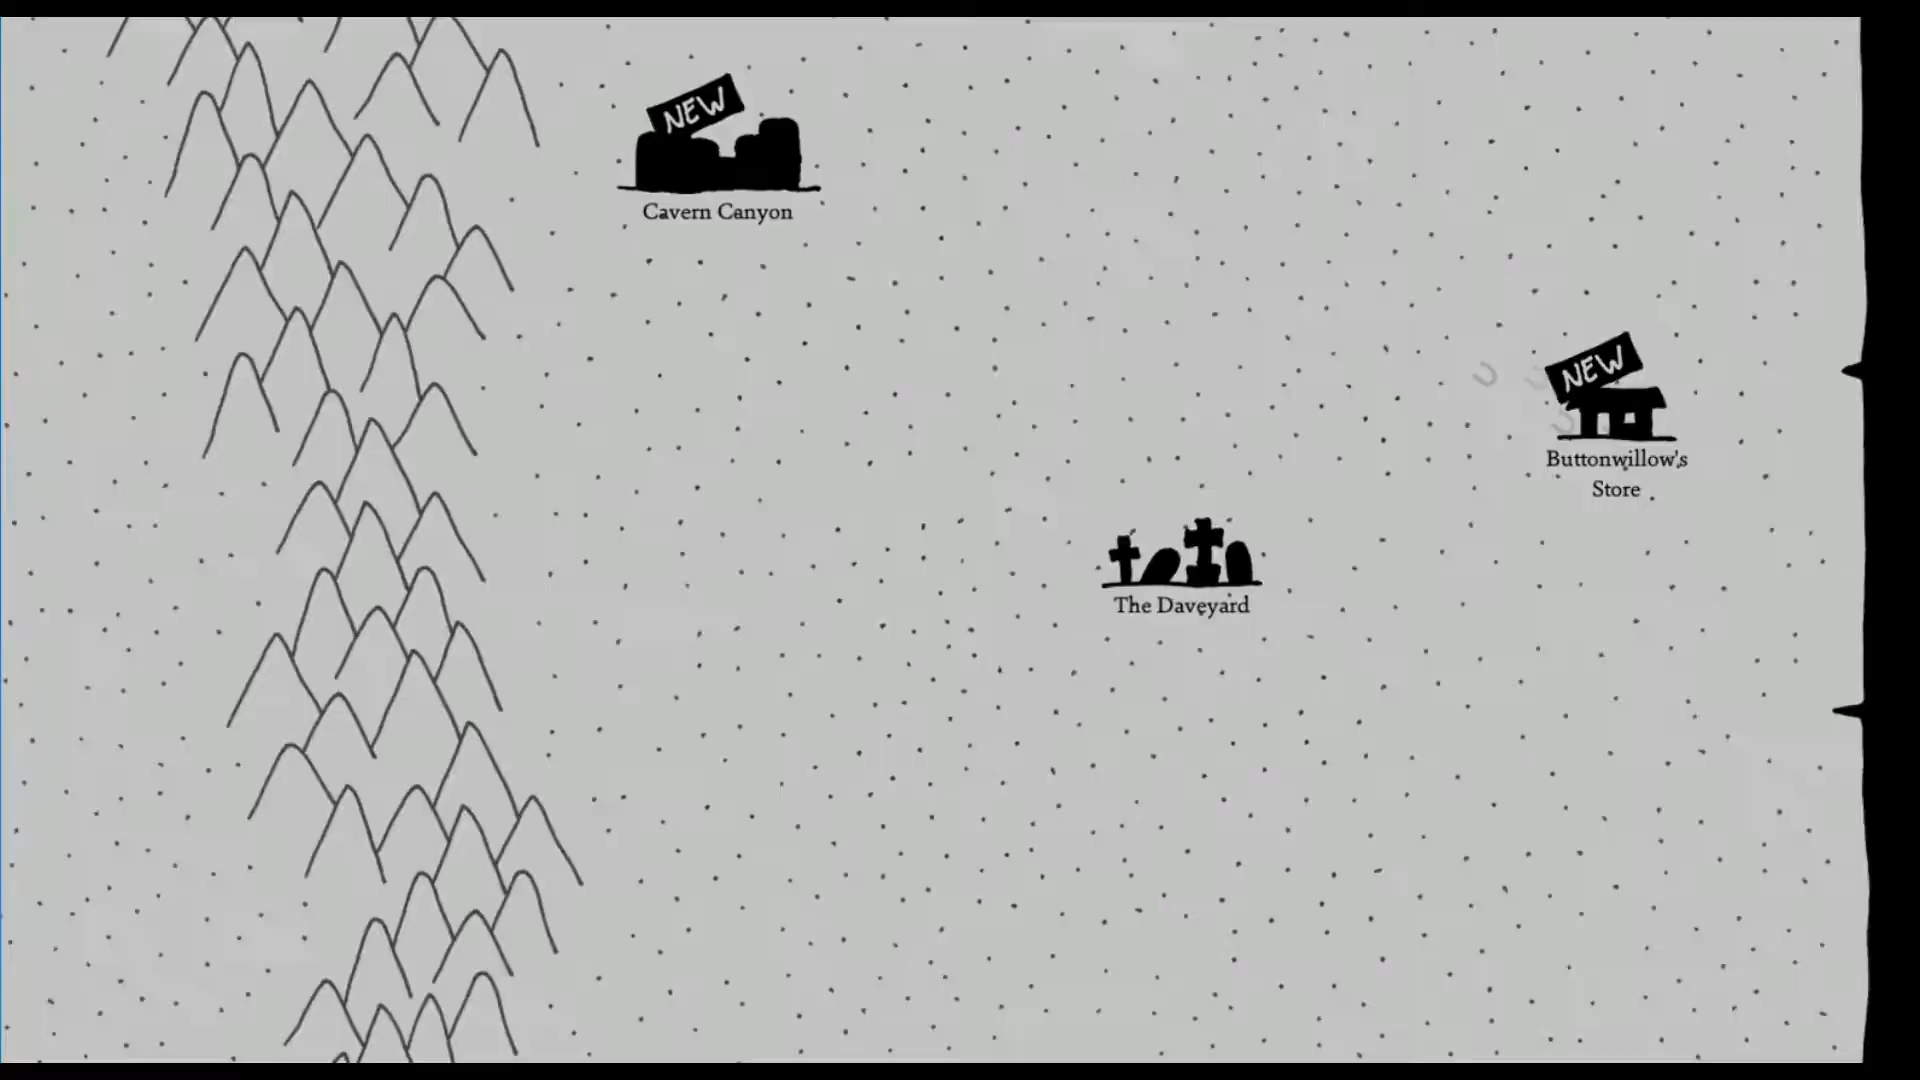 NEW
Cavern Canyon
NEW
Buttonwillow's
Store
The Daveyard